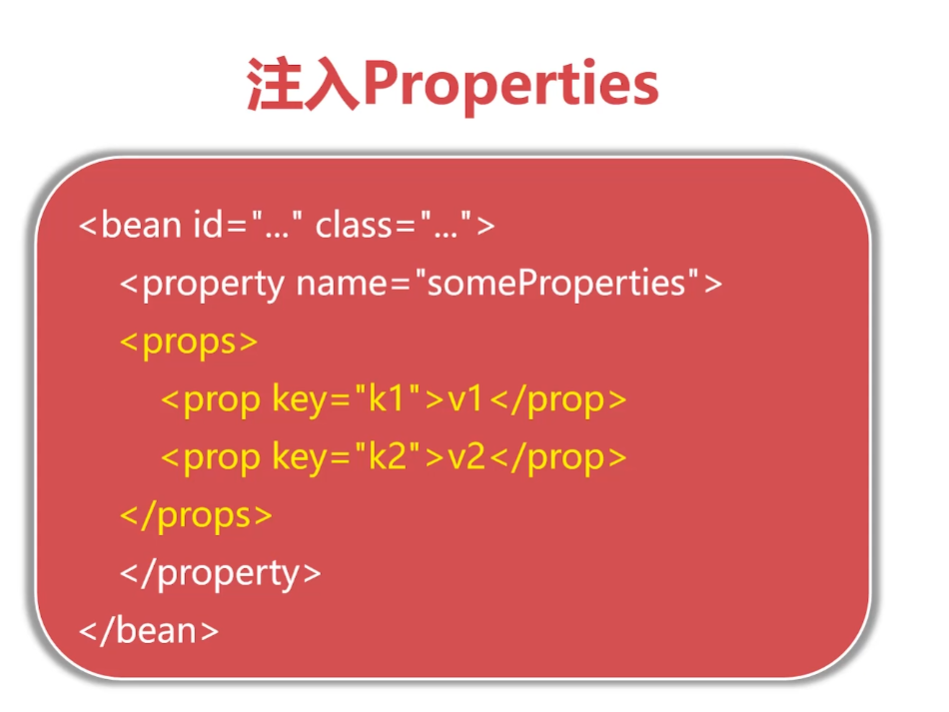 注入Properties
<bean id="..." class="...">
<property name="someProperties">
<props>
<prop key="k1">v1</prop>
<prop key="k2">v2</prop>
</props>
</property>
</bean>